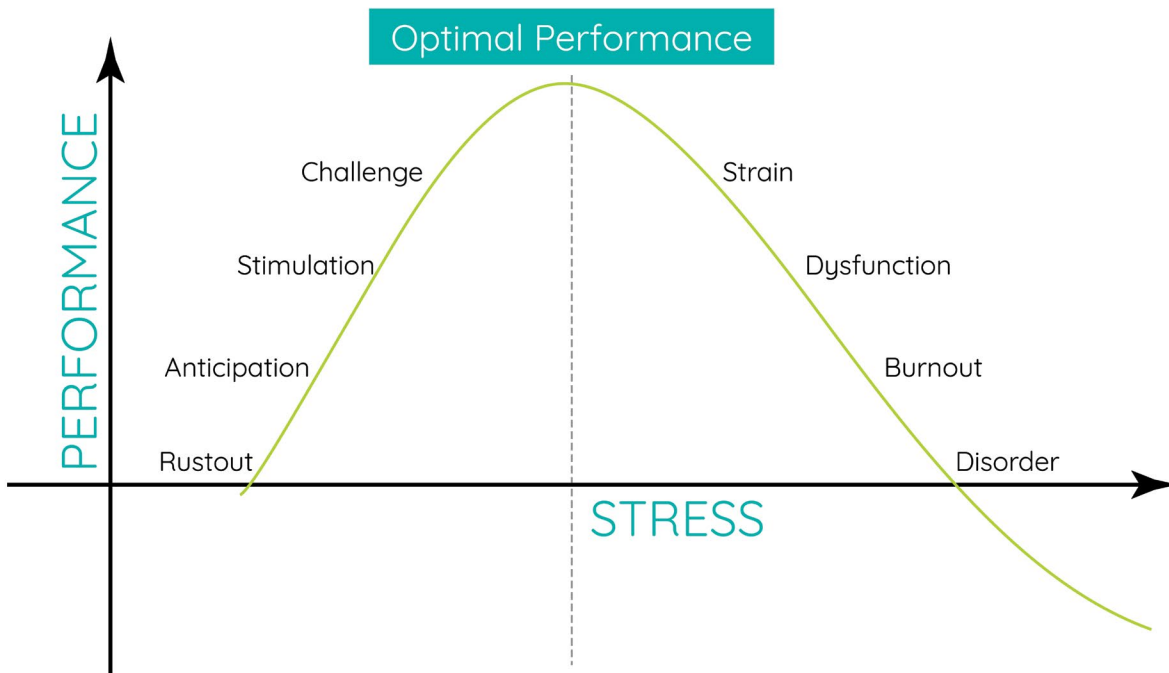 Optimal Performance
PERFORMANCE
Challenge
Strain
Stimulation
Dysfunction
Anticipation
Burnout
Rustout
Disorder
STRESS